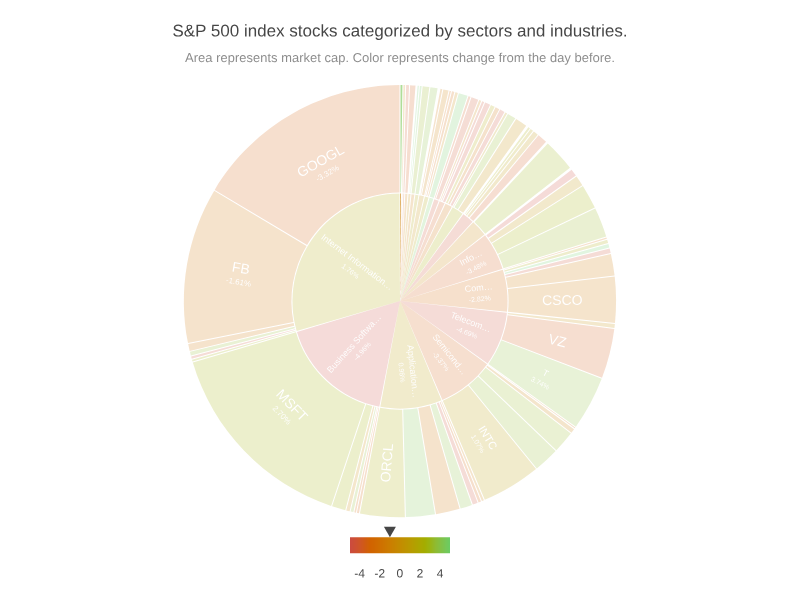 S&P 500 index stocks categorized by sectors and industries.
Area represents market cap. Color represents change from the day before.
GOOGL
Internet Information...
FB
-1.61%
Info...
Com...
CSCO
Telecom...
VZ
Business Softwa...
Application...
Semicond...
T
MSFT
ORCL
INTC
-4 -2 0 2 4